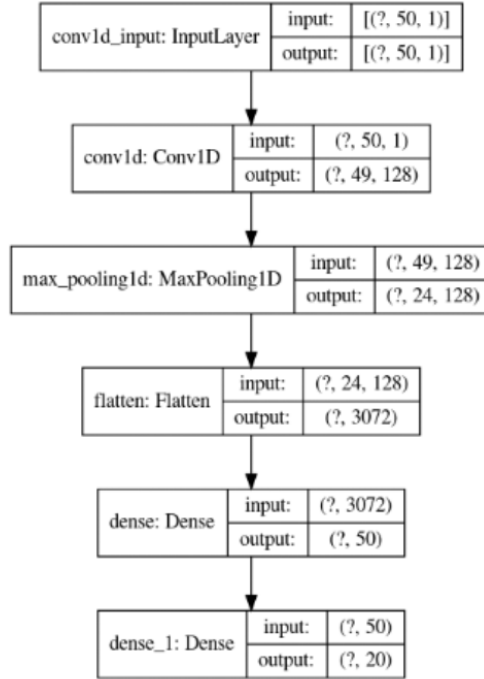 conv1d_input: InputLayer
input: [(?, 50, 1)]
output: [(?, 50, 1)]
conv1d: Conv1D
input: (?, 50, 1)
output: (?, 49, 128)
max_pooling1d: MaxPooling1D
input: (?, 49, 128)
output: (?, 24, 128)
flatten: Flatten
input: (?, 24, 128)
output: (?, 3072)
dense: Dense
input: (?, 3072)
output: (?, 50)
dense_1: Dense
input: (?, 50)
output: (?, 20)